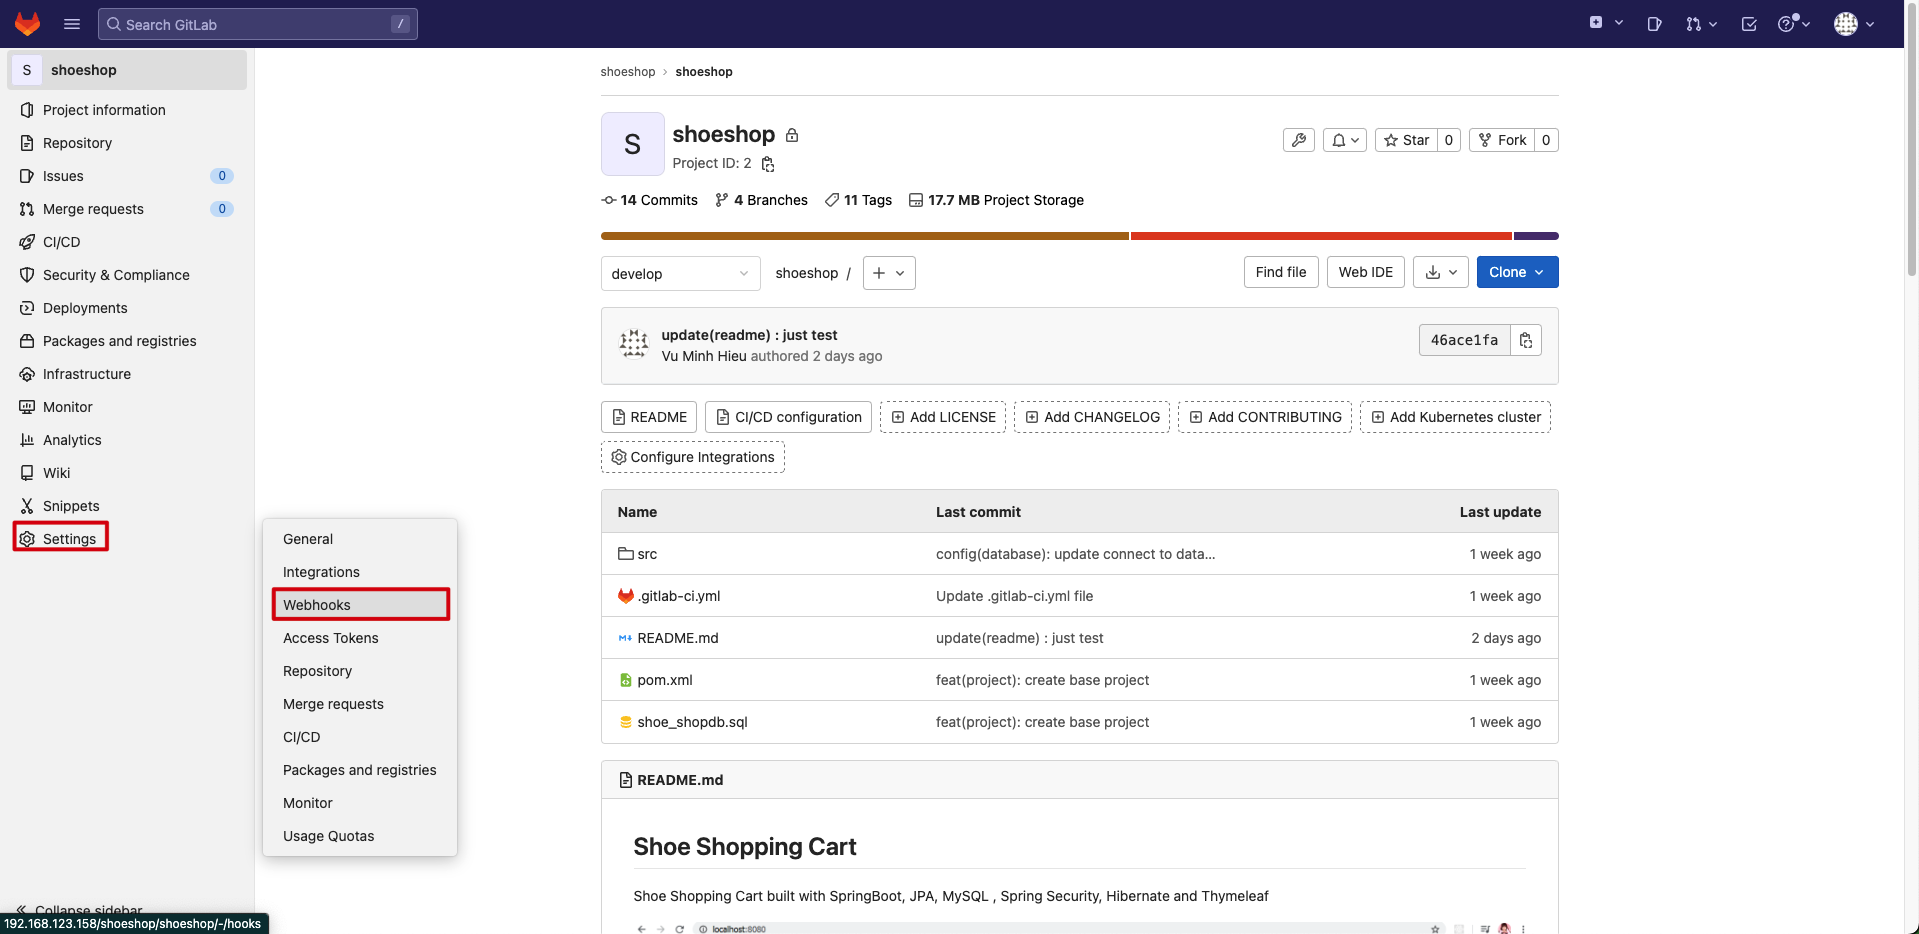 Search GitLab /
S shoeshop
Project information
Repository
Issues 0
Merge requests 0
CI/CD
Security & Compliance
Deployments
Packages and registries
Infrastructure
Monitor
Analytics
Wiki
Snippets
Settings
General
Integrations
Webhooks
Access Tokens
Repository
Merge requests
CI/CD
Packages and registries
Monitor
Usage Quotas
Collapse sidebar
192.168.123.158/shoeshop/shoeshop/-/hooks
shoeshop › shoeshop
S
shoeshop
Project ID: 2
Star 0 Fork 0
14 Commits 4 Branches 11 Tags 17.7 MB Project Storage
develop shoeshop / + Find file Web IDE Clone
update(readme) : just test
Vu Minh Hieu authored 2 days ago
46ace1fa
README CI/CD configuration Add LICENSE Add CHANGELOG Add CONTRIBUTING Add Kubernetes cluster
Configure Integrations
Name Last commit Last update
src config(database): update connect to data... 1 week ago
.gitlab-ci.yml Update .gitlab-ci.yml file 1 week ago
README.md update(readme) : just test 2 days ago
pom.xml feat(project): create base project 1 week ago
shoe_shopdb.sql feat(project): create base project 1 week ago
README.md
Shoe Shopping Cart
Shoe Shopping Cart built with SpringBoot, JPA, MySQL , Spring Security, Hibernate and Thymeleaf
localhost:8080